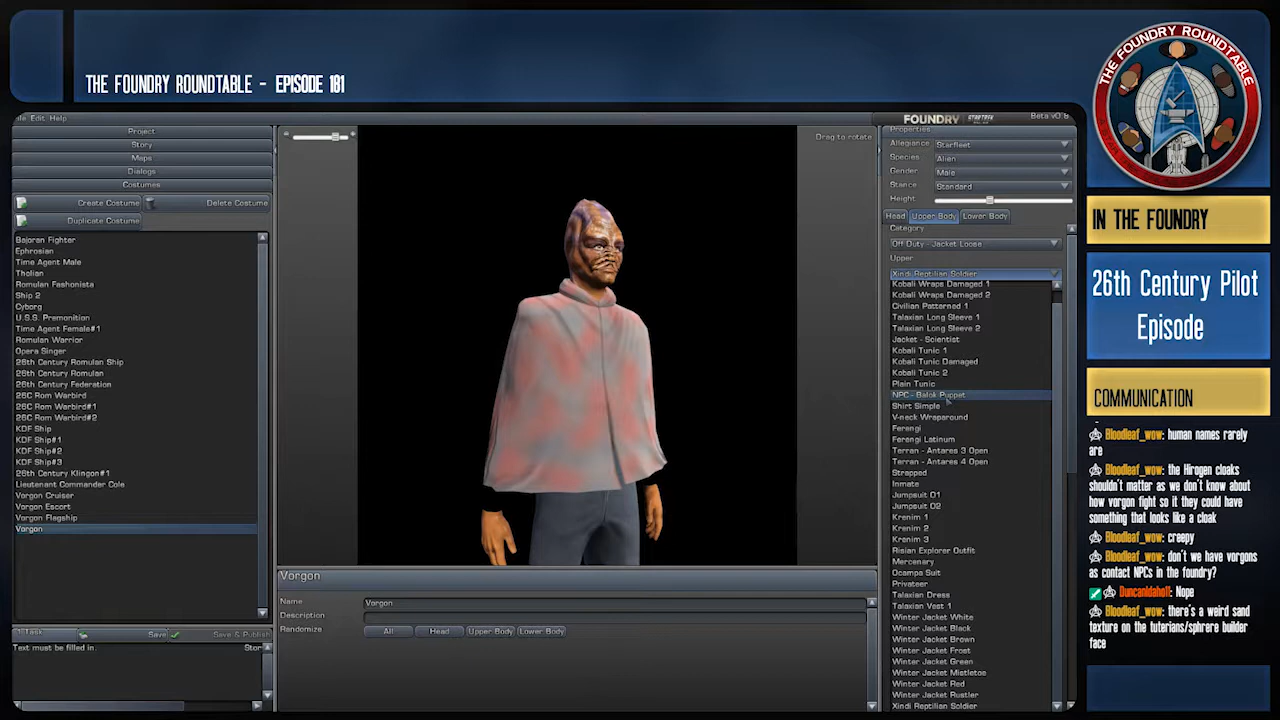 THE FOUNDRY ROUNDTABLE - EPISODE 181
THE FOUNDRY ROUNDTABLE
Edit Help
FOUNDRY STAR TREK
Beta v0.8
Project
Story
Maps
Dialogs
Costumes
Create Costume
Delete Costume
Duplicate Costume
Bajoran Fighter
Ephrosian
Time Agent Male
Tholian
Romulan Fashionista
Ship 2
Cyborg
U.S.S. Premonition
Time Agent Female#1
Romulan Warrior
Opera Singer
26th Century Romulan Ship
26th Century Romulan
26th Century Federation
26C Rom Warbird
26C Rom Warbird#1
26C Rom Warbird#2
KDF Ship
KDF Ship#1
KDF Ship#2
KDF Ship#3
26th Century Klingon#1
Lieutenant Commander Cole
Vorgon Cruiser
Vorgon Escort
Vorgon Flagship
Vorgon
1 Task
Save
Save & Publish
Text must be filled in.
Stor
Drag to rotate
Vorgon
Name
Vorgon
Description
Randomize
All
Head
Upper Body
Lower Body
Properties
Allegiance
Starfleet
Species
Alien
Gender
Male
Stance
Standard
Height
Head
Upper Body
Lower Body
Category
Off Duty - Jacket Loose
Upper
Xindi Reptilian Soldier
Kobali Wraps Damaged 1
Kobali Wraps Damaged 2
Civilian Patterned 1
Talaxian Long Sleeve 1
Talaxian Long Sleeve 2
Jacket - Scientist
Kobali Tunic 1
Kobali Tunic Damaged
Kobali Tunic 2
Plain Tunic
NPC - Balok Puppet
Shirt Simple
V-neck Wraparound
Ferengi
Ferengi Latinum
Terran - Antares 3 Open
Terran - Antares 4 Open
Strapped
Inmate
Jumpsuit 01
Jumpsuit 02
Krenim 1
Krenim 2
Krenim 3
Risian Explorer Outfit
Mercenary
Ocampa Suit
Privateer
Talaxian Dress
Talaxian Vest 1
Winter Jacket White
Winter Jacket Black
Winter Jacket Brown
Winter Jacket Frost
Winter Jacket Green
Winter Jacket Mistletoe
Winter Jacket Red
Winter Jacket Rustler
Xindi Reptilian Soldier
IN THE FOUNDRY
26th Century Pilot
Episode
COMMUNICATION
Bloodleaf_wow: human names rarely
are
Bloodleaf_wow: the Hirogen cloaks
shouldn't matter as we don't know about
how vorgon fight so it they could have
something that looks like a cloak
Bloodleaf_wow: creepy
Bloodleaf_wow: don't we have vorgons
as contact NPCs in the foundry?
DuncanIdaho11: Nope
Bloodleaf_wow: there's a weird sand
texture on the tuterians/sphrere builder
face